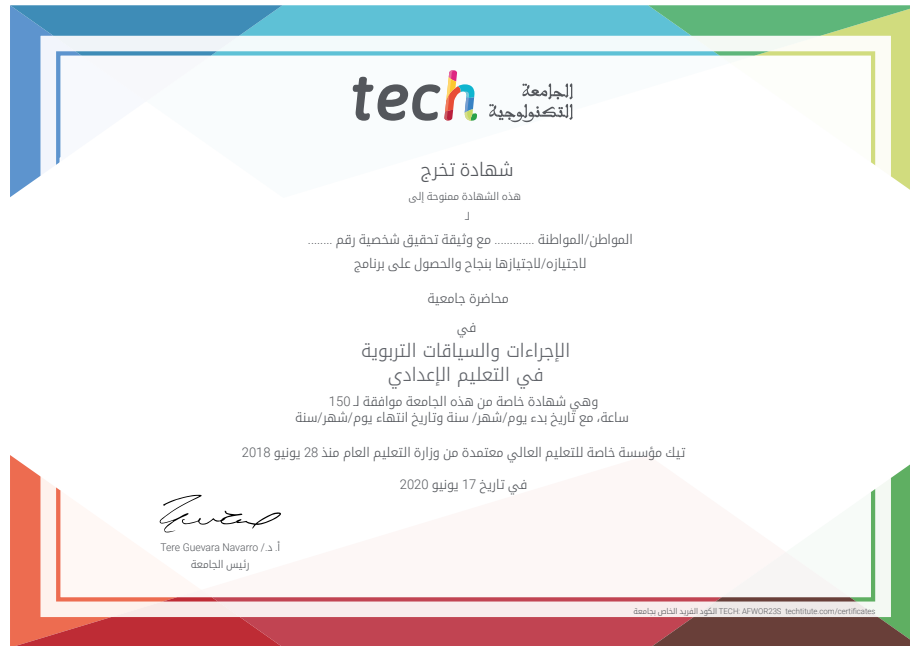 tech الجامعة
التكنولوجية
شهادة تخرج
هذه الشهادة ممنوحة إلى
لـ
المواطن/المواطنة ............ مع وثيقة تحقيق شخصية رقم ........
لاجتيازه/لاجتيازها بنجاح والحصول على برنامج
محاضرة جامعية
في
الإجراءات والسياقات التربوية
في التعليم الإعدادي
وهي شهادة خاصة من هذه الجامعة موافقة لـ 150
ساعة، مع تاريخ بدء يوم/شهر/ سنة وتاريخ انتهاء يوم/شهر/سنة
تيك مؤسسة خاصة للتعليم العالي معتمدة من وزارة التعليم العام منذ 28 يونيو 2018
في تاريخ 17 يونيو 2020
أ. د./ Tere Guevara Navarro
رئيس الجامعة
الكود الفريد الخاص بجامعة TECH: AFWOR23S techtitute.com/certificates